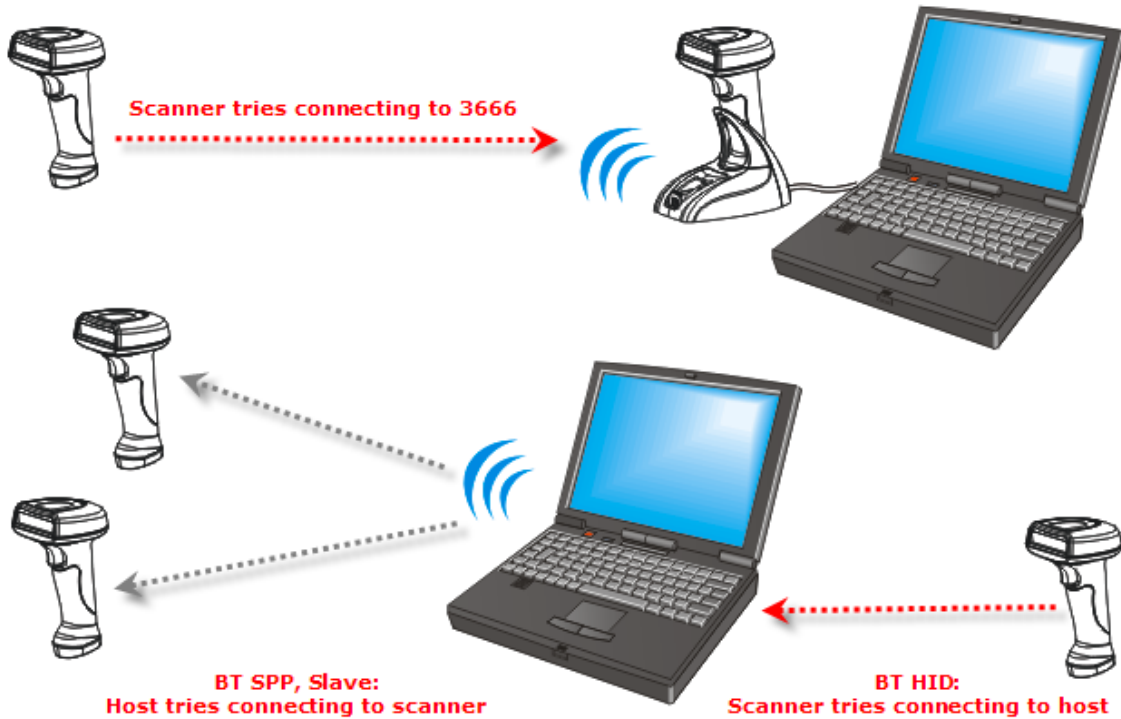 Scanner tries connecting to 3666
BT SPP, Slave:
Host tries connecting to scanner
BT HID:
Scanner tries connecting to host